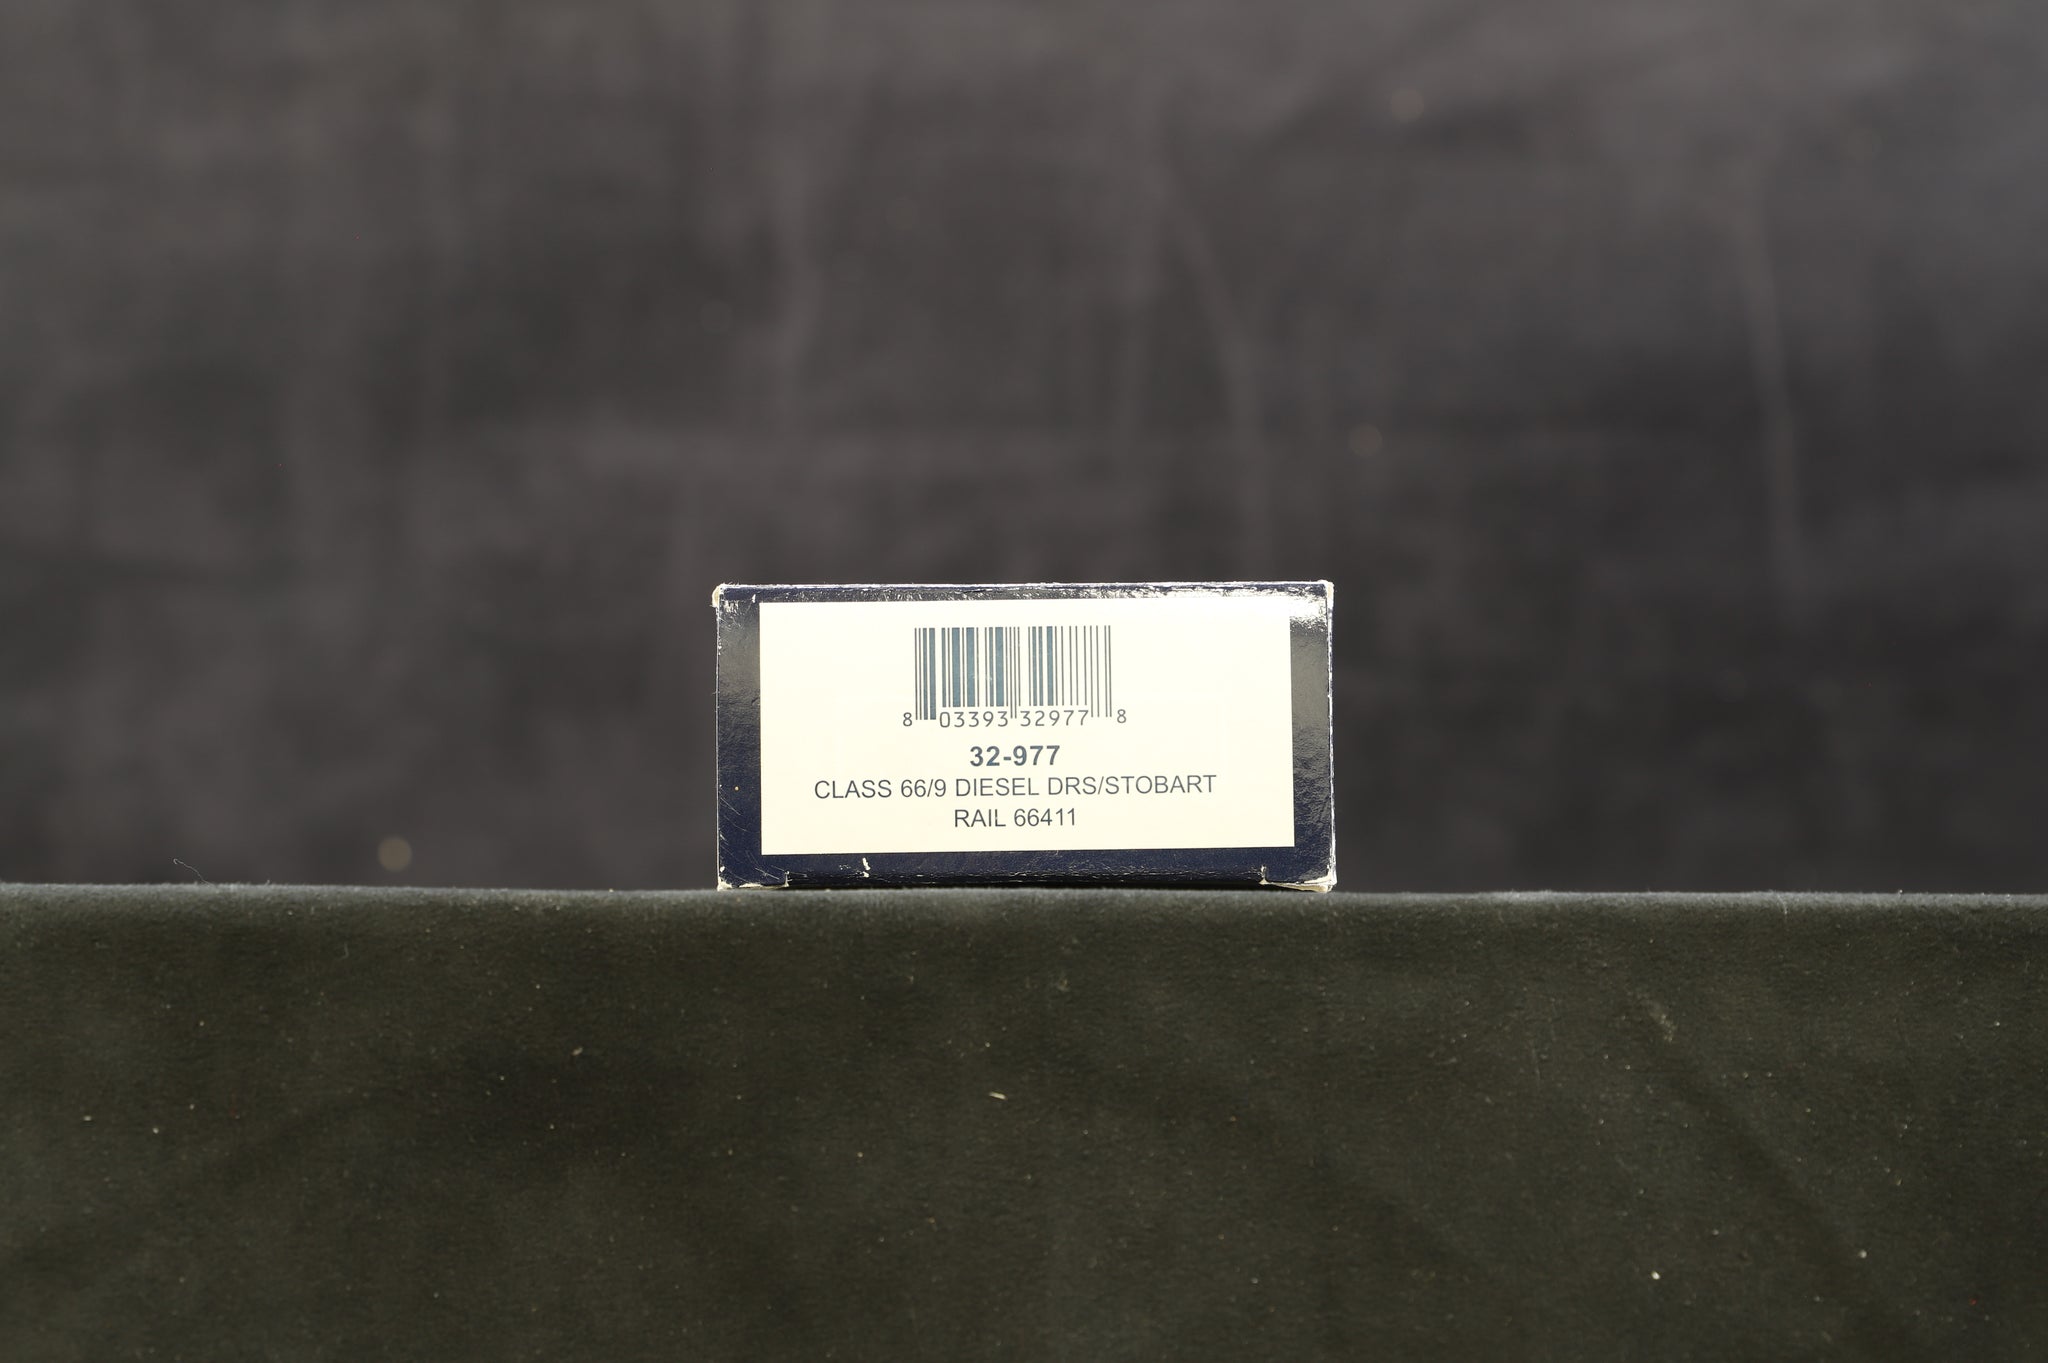 8 03393 32977 8
32-977
CLASS 66/9 DIESEL DRS/STOBART
RAIL 66411